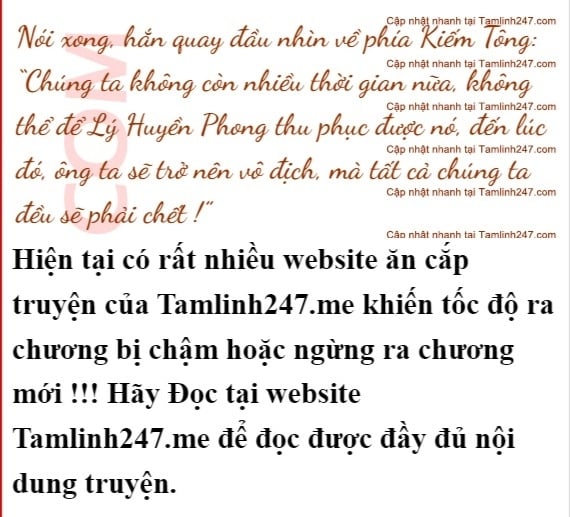 Cập nhật nhanh tại Tamlinh247.com
Nói xong, hắn quay đầu nhìn về phía Kiếm Tông:
Cập nhật nhanh tại Tamlinh247.com
"Chúng ta không còn nhiều thời gian nữa, không
Cập nhật nhanh tại Tamlinh247.com
thể để Lý Huyền Phong thu phục được nó, đến lúc
Cập nhật nhanh tại Tamlinh247.com
đó, ông ta sẽ trở nên vô địch, mà tất cả chúng ta
Cập nhật nhanh tại Tamlinh247.com
đều sẽ phải chết !"
Cập nhật nhanh tại Tamlinh247.com
COM
Hiện tại có rất nhiều website ăn cắp
truyện của Tamlinh247.me khiến tốc độ ra
chương bị chậm hoặc ngừng ra chương
mới !!! Hãy Đọc tại website
Tamlinh247.me để đọc được đầy đủ nội
dung truyện.